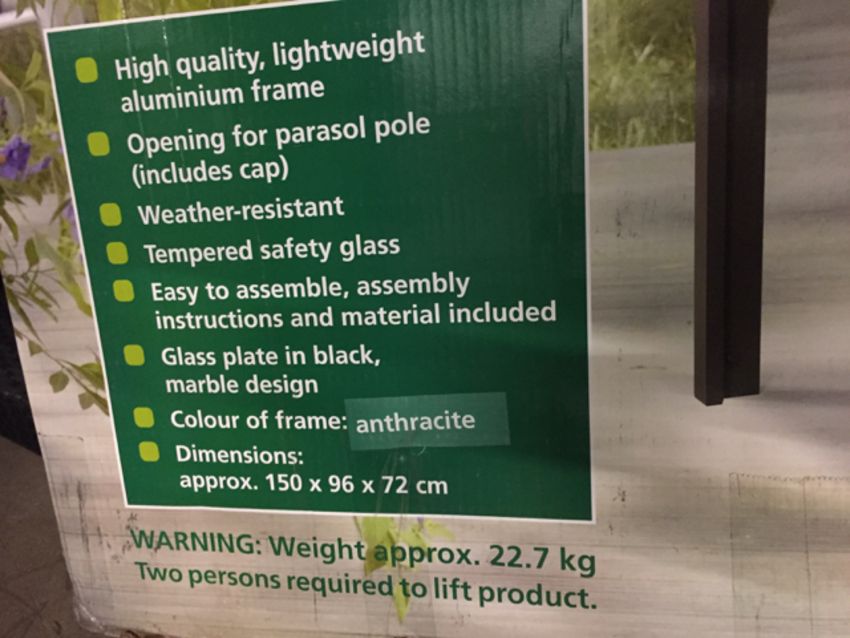 High quality, lightweight
aluminium frame
Opening for parasol pole
(includes cap)
Weather-resistant
Tempered safety glass
Easy to assemble, assembly
instructions and material included
Glass plate in black,
marble design
Colour of frame: anthracite
Dimensions:
approx. 150 x 96 x 72 cm
WARNING: Weight approx. 22.7 kg
Two persons required to lift product.